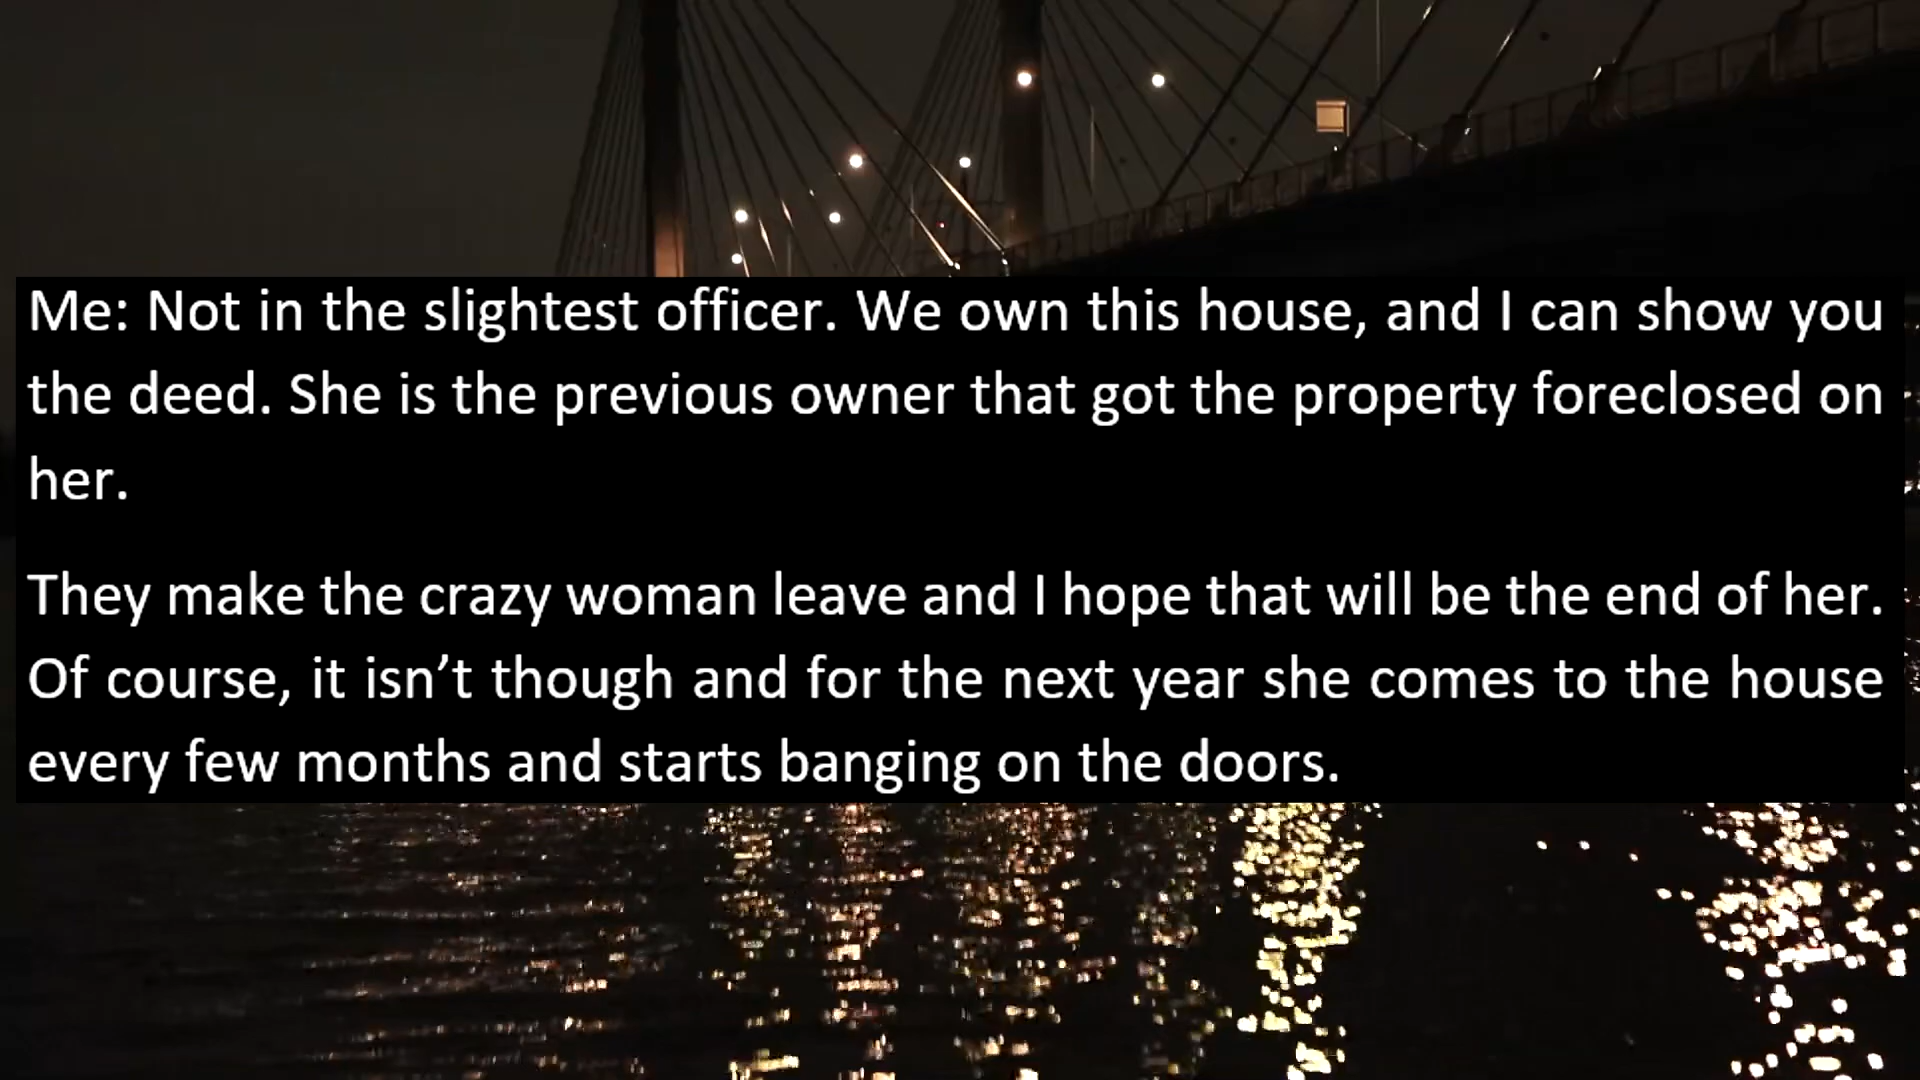 Me: Not in the slightest officer. We own this house, and I can show you
the deed. She is the previous owner that got the property foreclosed on
her.
They make the crazy woman leave and I hope that will be the end of her.
Of course, it isn’t though and for the next year she comes to the house
every few months and starts banging on the doors.